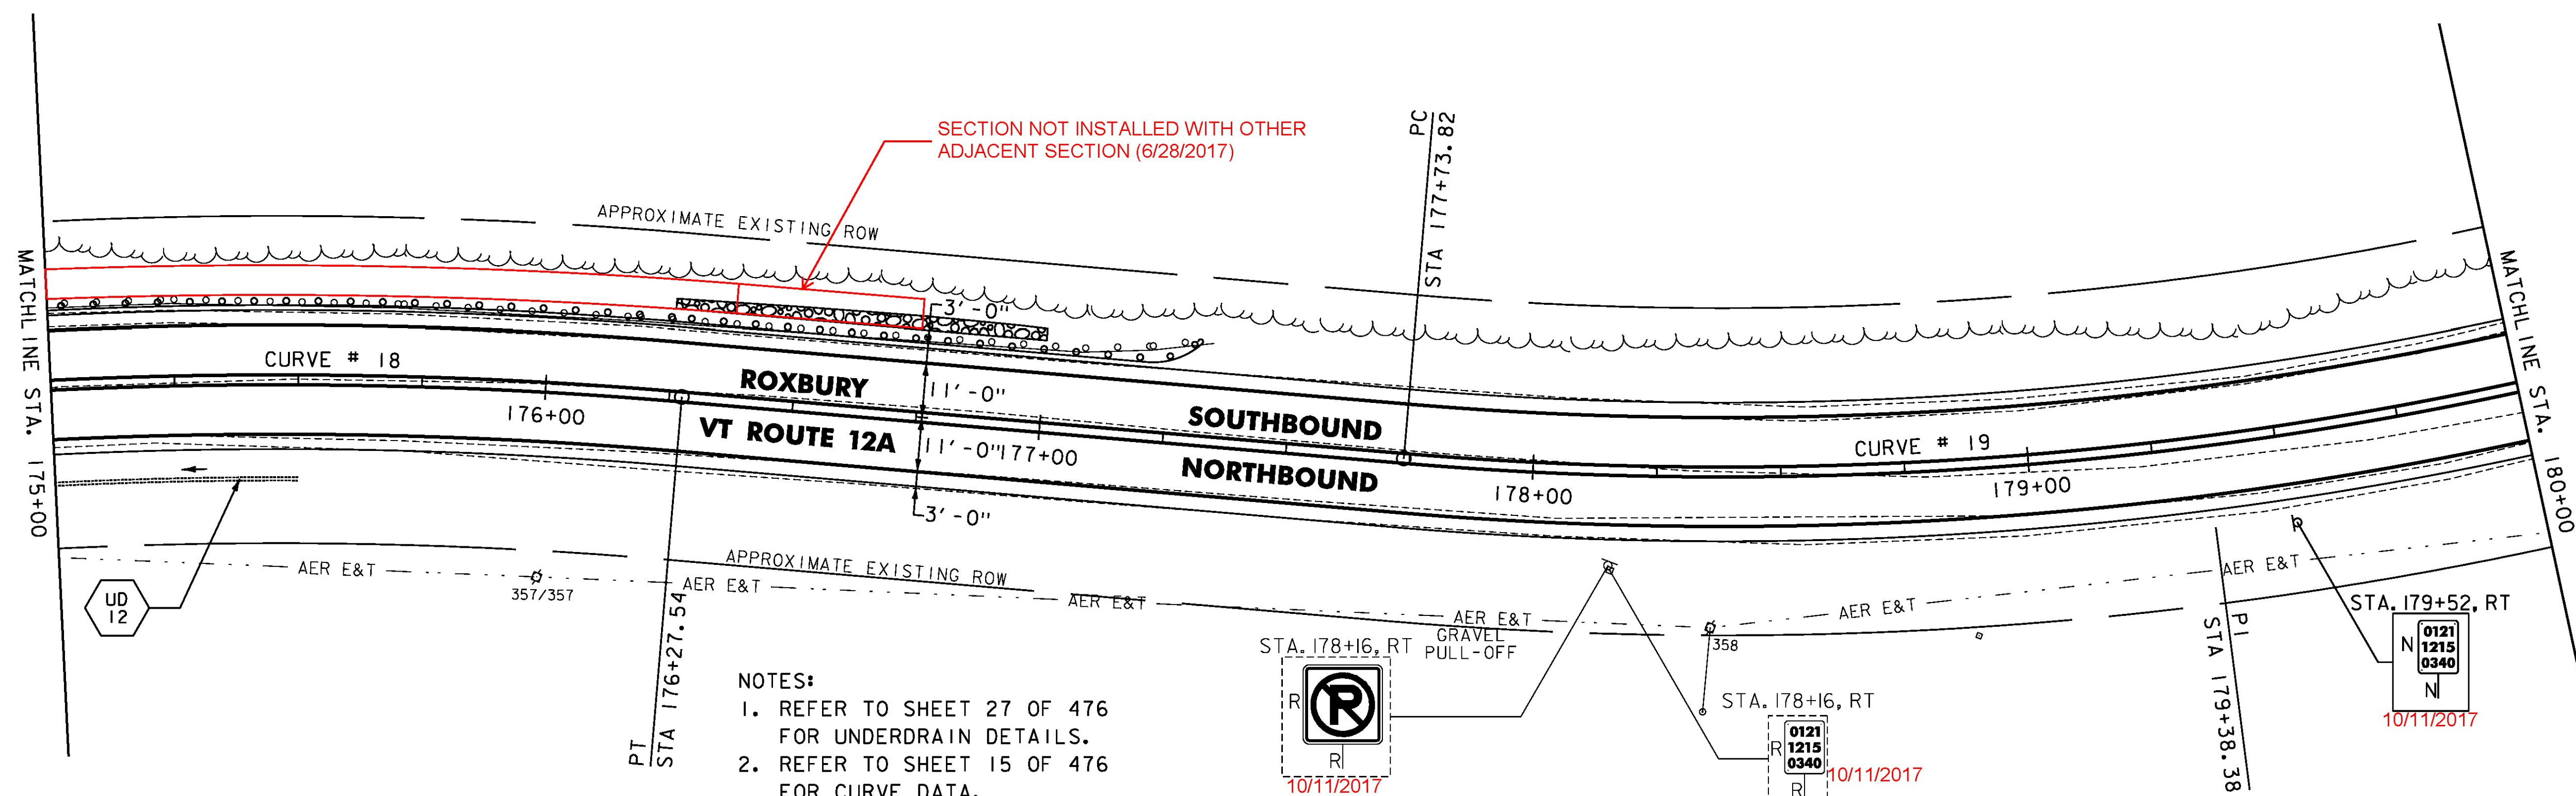 SECTION NOT INSTALLED WITH OTHER
ADJACENT SECTION (6/28/2017)
PC
STA 177+73.82
APPROXIMATE EXISTING ROW
MATCHLINE STA. 175+00
MATCHLINE STA. 180+00
3'-0"
CURVE # 18
ROXBURY
11'-0"
SOUTHBOUND
CURVE # 19
176+00
VT ROUTE 12A
11'-0"
177+00
NORTHBOUND
178+00
179+00
3'-0"
APPROXIMATE EXISTING ROW
AER E&T
AER E&T
AER E&T
AER E&T
AER E&T
AER E&T
357/357
358
UD
12
PT
STA 176+27.54
GRAVEL
PULL-OFF
STA. 178+16, RT
R
P
R
10/11/2017
STA. 178+16, RT
R
0121
1215
0340
R
10/11/2017
STA. 179+52, RT
N
0121
1215
0340
N
10/11/2017
PI
STA 179+38.38
NOTES:
1. REFER TO SHEET 27 OF 476
FOR UNDERDRAIN DETAILS.
2. REFER TO SHEET 15 OF 476
FOR CURVE DATA.